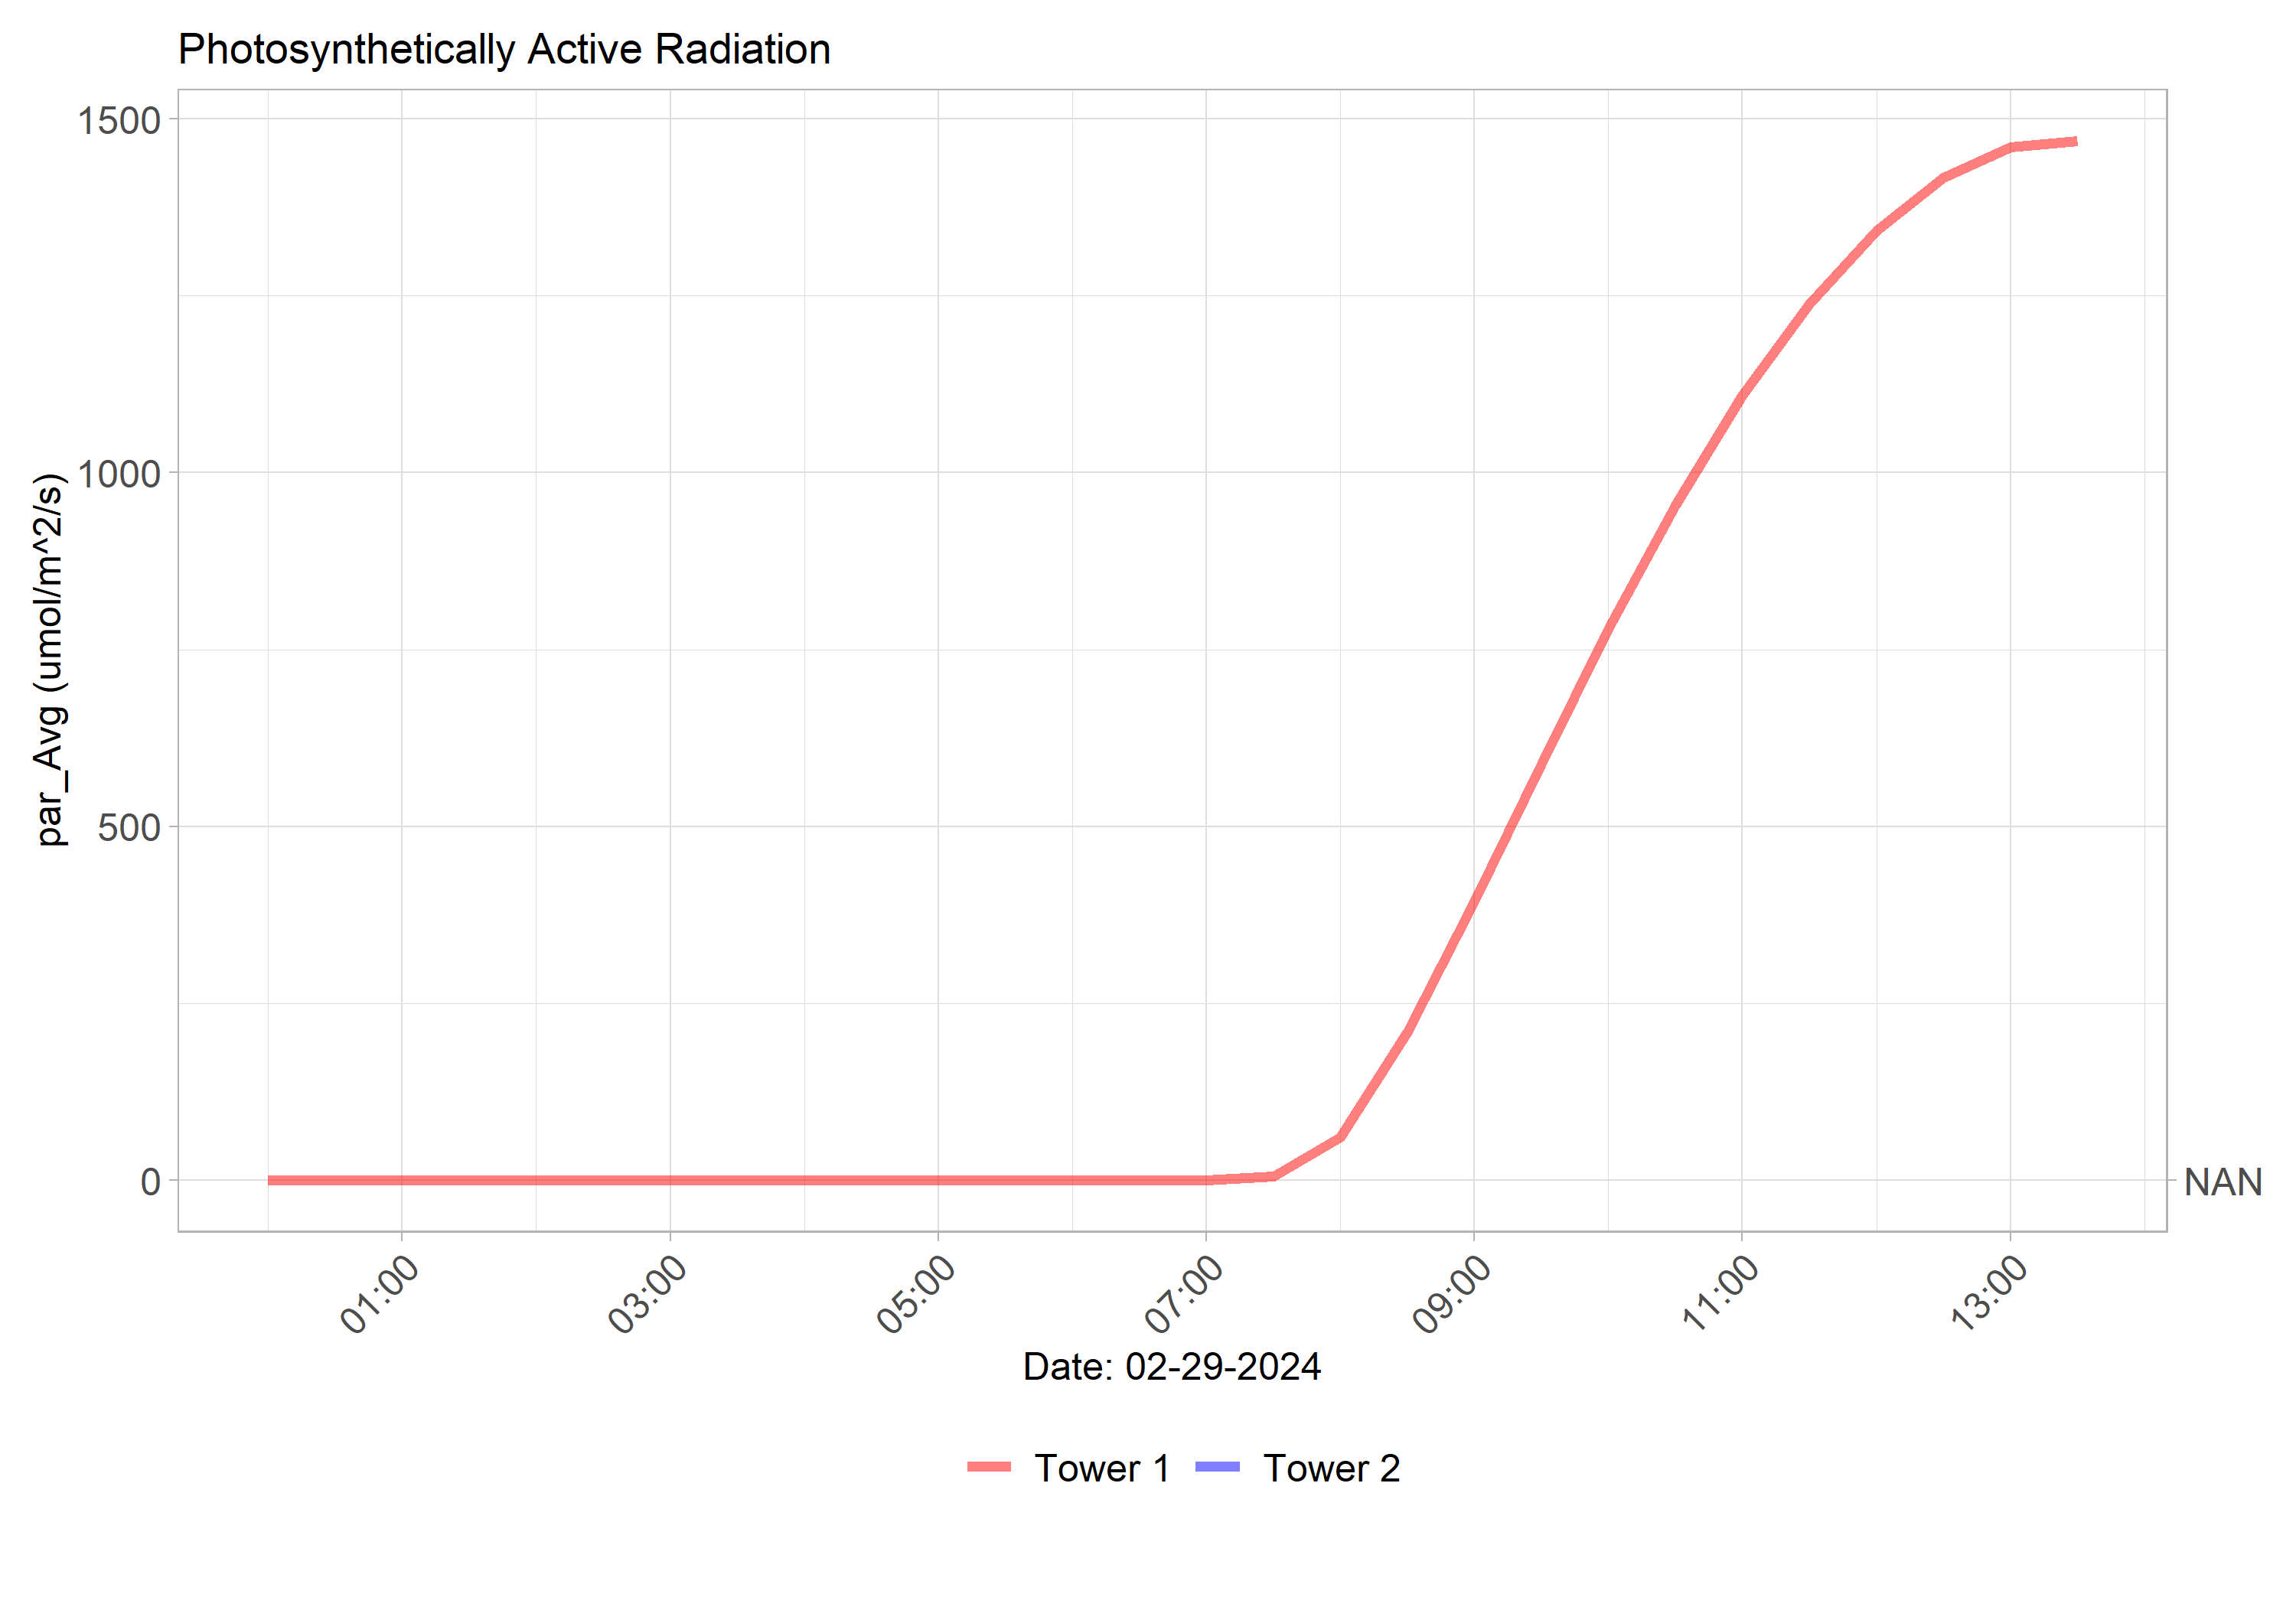 Photosynthetically Active Radiation
par_Avg (umol/m^2/s)
1500
1000
500
0
NAN
01:00
03:00
05:00
07:00
09:00
11:00
13:00
Date: 02-29-2024
Tower 1
Tower 2